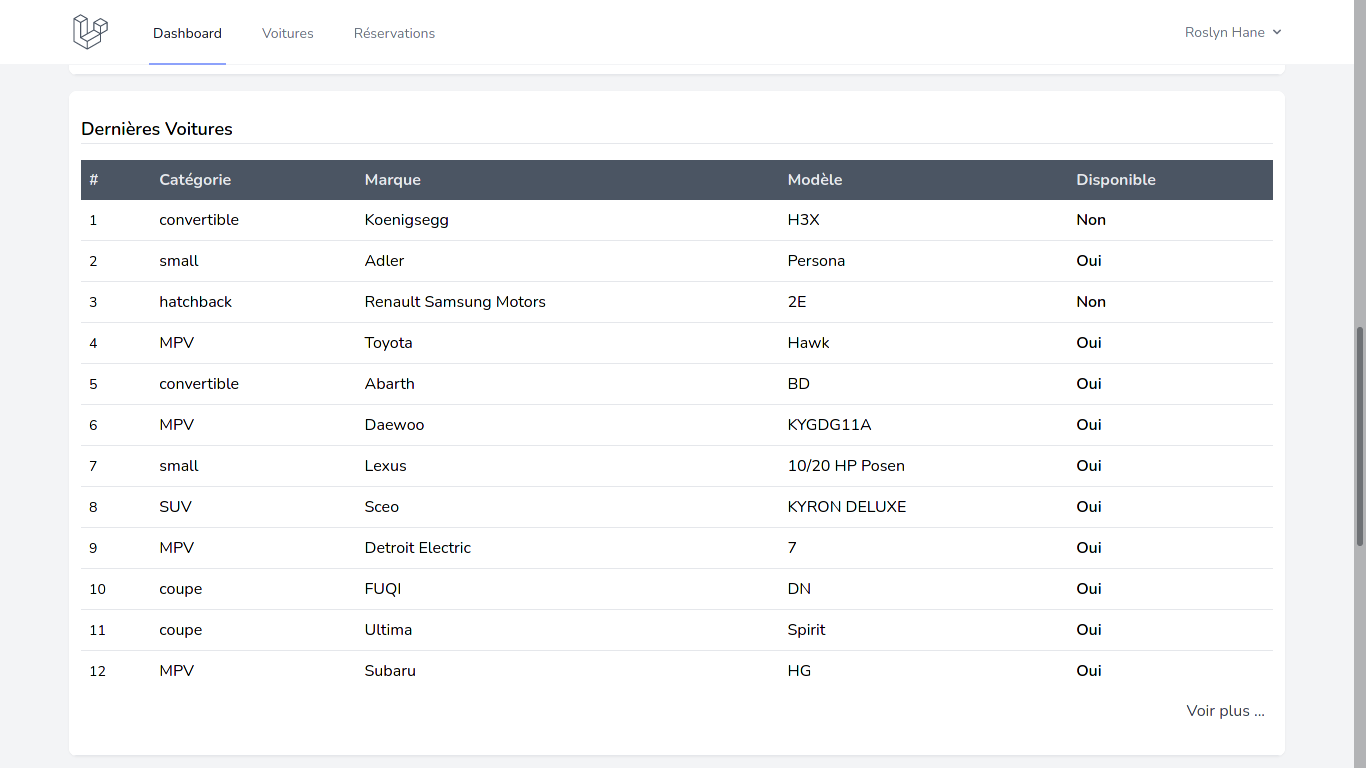 Dashboard Voitures Réservations Roslyn Hane
Dernières Voitures
# Catégorie Marque Modèle Disponible
1 convertible Koenigsegg H3X Non
2 small Adler Persona Oui
3 hatchback Renault Samsung Motors 2E Non
4 MPV Toyota Hawk Oui
5 convertible Abarth BD Oui
6 MPV Daewoo KYGDG11A Oui
7 small Lexus 10/20 HP Posen Oui
8 SUV Sceo KYRON DELUXE Oui
9 MPV Detroit Electric 7 Oui
10 coupe FUQI DN Oui
11 coupe Ultima Spirit Oui
12 MPV Subaru HG Oui
Voir plus ...